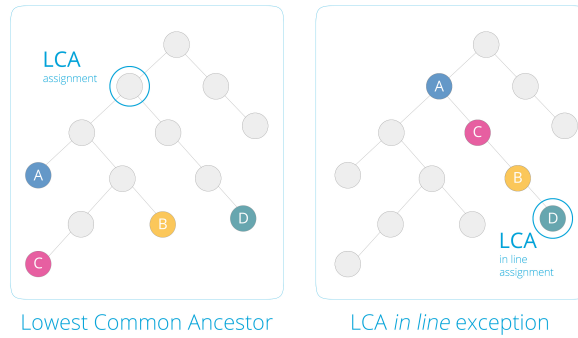 LCA
assignment
A
B
D
C
Lowest Common Ancestor
A
C
B
D
LCA
in line
assignment
LCA in line exception